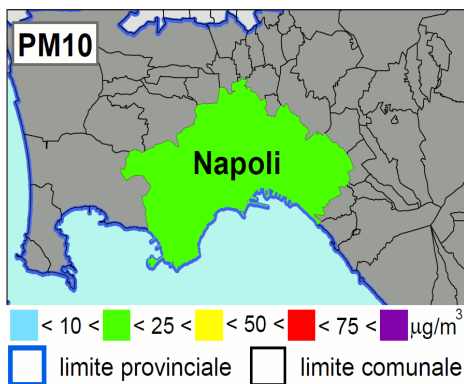 PM10
Napoli
< 10 < < 25 < < 50 < < 75 < µg/m³
limite provinciale limite comunale